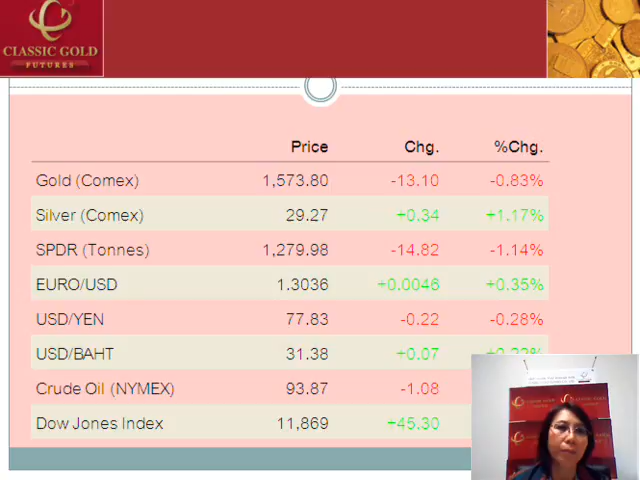 CLASSIC GOLD
FUTURES
Price Chg. %Chg.
Gold (Comex) 1,573.80 -13.10 -0.83%
Silver (Comex) 29.27 +0.34 +1.17%
SPDR (Tonnes) 1,279.98 -14.82 -1.14%
EURO/USD 1.3036 +0.0046 +0.35%
USD/YEN 77.83 -0.22 -0.28%
USD/BAHT 31.38 +0.07
Crude Oil (NYMEX) 93.87 -1.08
Dow Jones Index 11,869 +45.30
CLASSIC GOLD